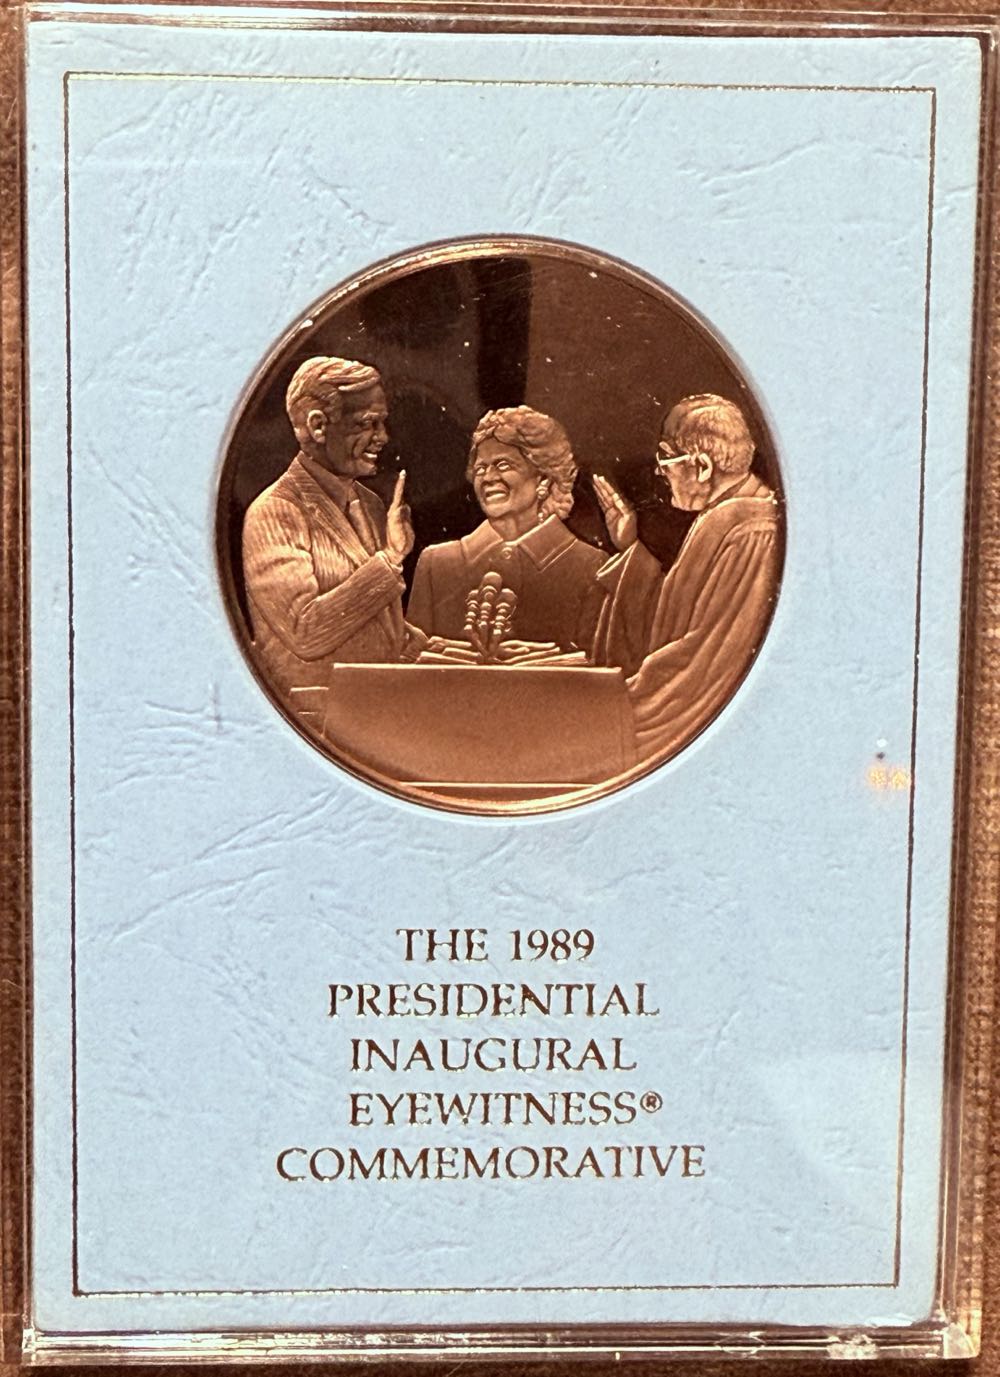 THE 1989
PRESIDENTIAL
INAUGURAL
EYEWITNESS®
COMMEMORATIVE